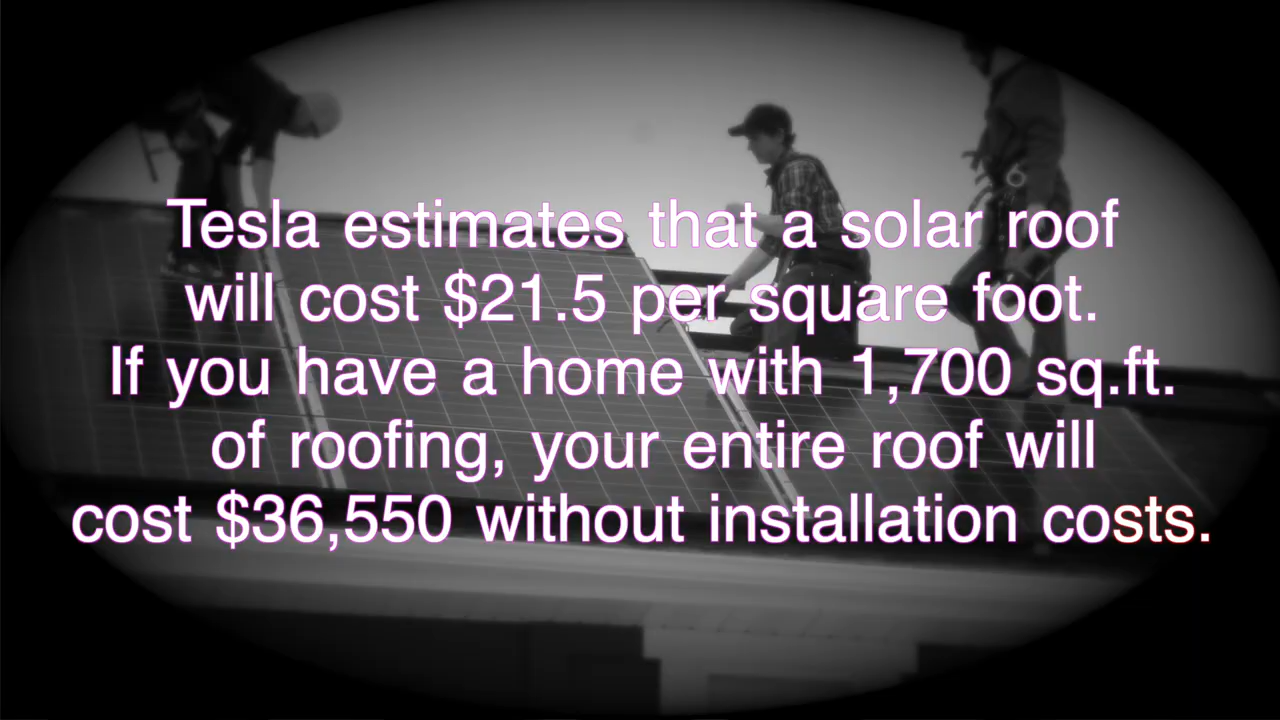 Tesla estimates that a solar roof
will cost $21.5 per square foot.
If you have a home with 1,700 sq.ft.
of roofing, your entire roof will
cost $36,550 without installation costs.